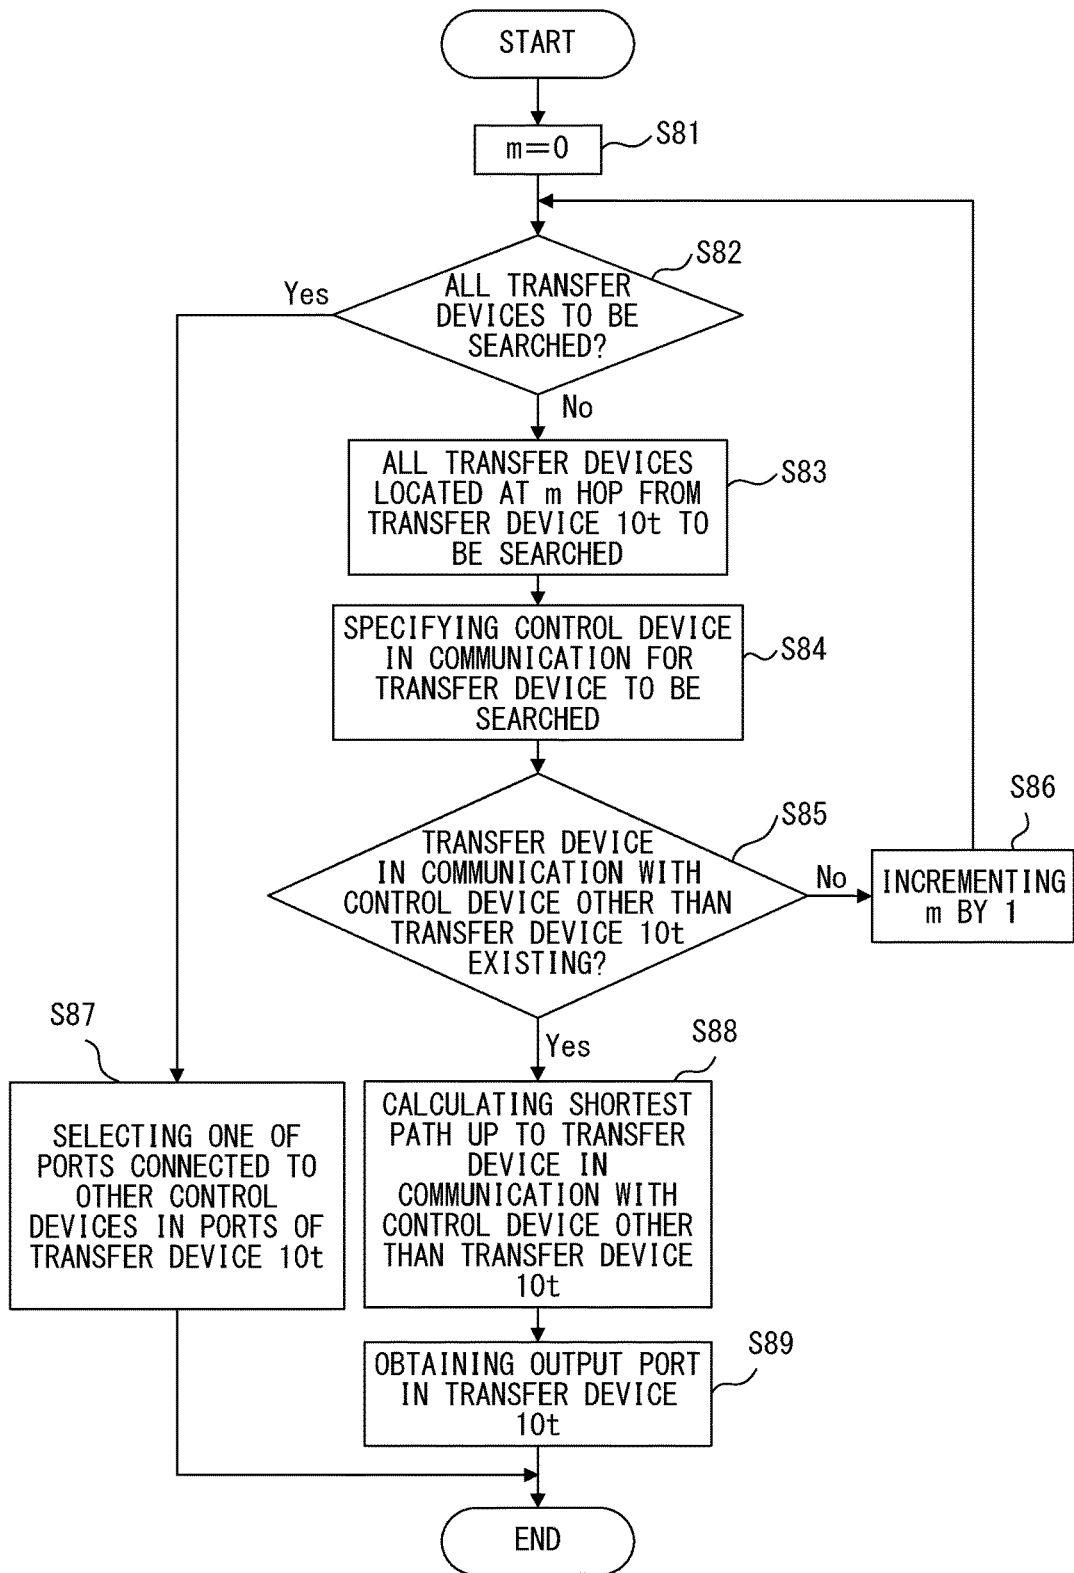 START
m=0
S81
S82
ALL TRANSFER
DEVICES TO BE
SEARCHED?
Yes
No
ALL TRANSFER DEVICES
LOCATED AT m HOP FROM
TRANSFER DEVICE 10t TO
BE SEARCHED
S83
SPECIFYING CONTROL DEVICE
IN COMMUNICATION FOR
TRANSFER DEVICE TO BE
SEARCHED
S84
TRANSFER DEVICE
IN COMMUNICATION WITH
CONTROL DEVICE OTHER THAN
TRANSFER DEVICE 10t
EXISTING?
S85
No
S86
INCREMENTING
m BY 1
Yes
S87
SELECTING ONE OF
PORTS CONNECTED TO
OTHER CONTROL
DEVICES IN PORTS OF
TRANSFER DEVICE 10t
S88
CALCULATING SHORTEST
PATH UP TO TRANSFER
DEVICE IN
COMMUNICATION WITH
CONTROL DEVICE OTHER
THAN TRANSFER DEVICE
10t
S89
OBTAINING OUTPUT PORT
IN TRANSFER DEVICE
10t
END